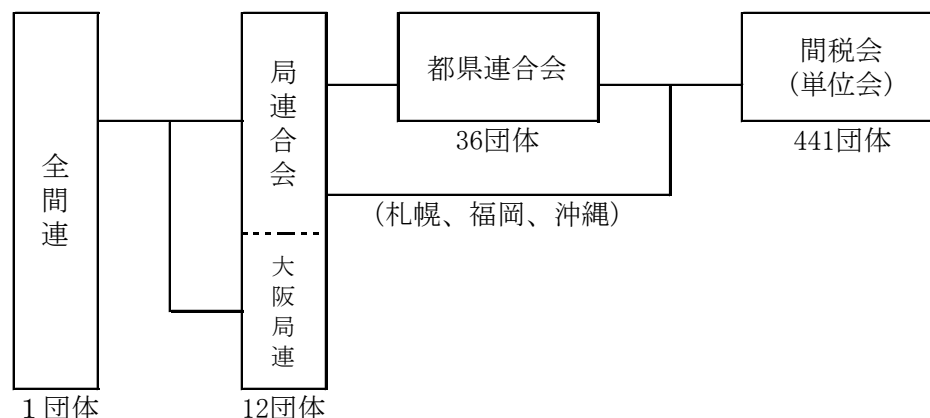 全間連
1団体
局連合会
大阪局連
12団体
都県連合会
36団体
(札幌、福岡、沖縄)
間税会
(単位会)
441団体